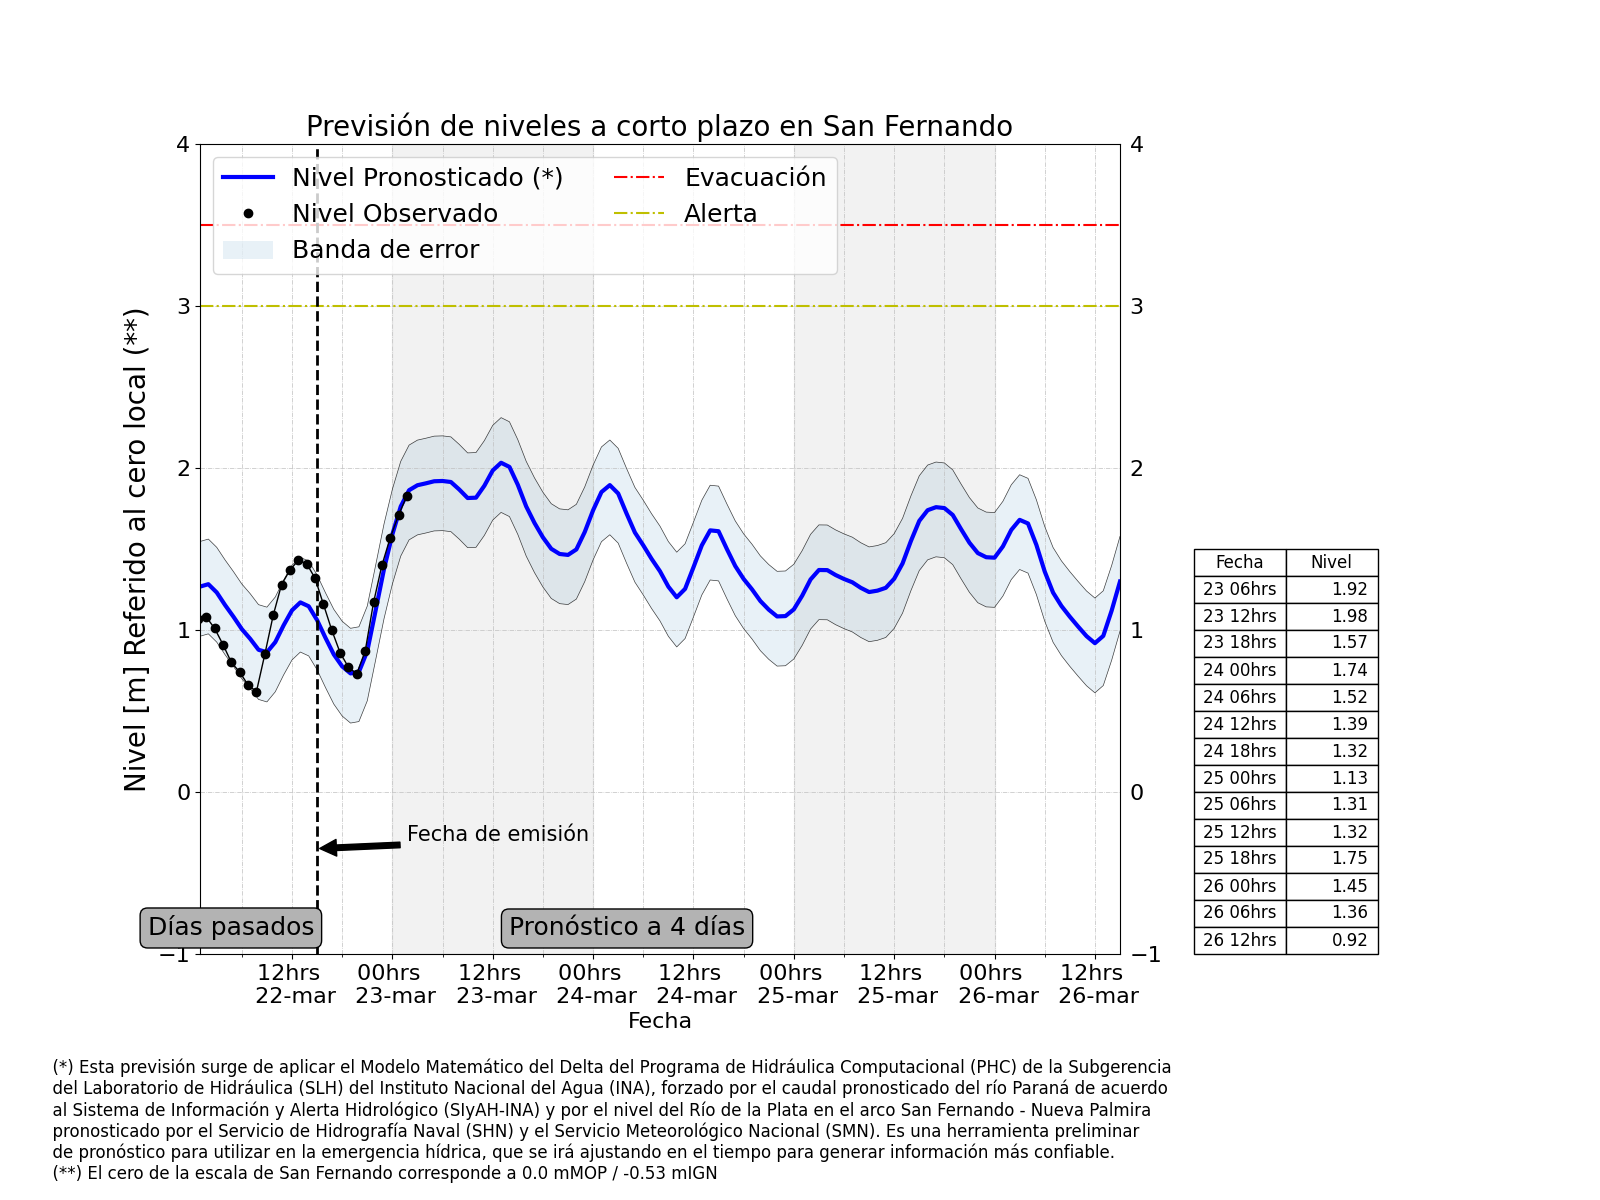 Previsión de niveles a corto plazo en San Fernando
Nivel Pronosticado (*)
Nivel Observado
Banda de error
Evacuación
Alerta
Nivel [m] Referido al cero local (**)
4
3
2
1
0
−1
4
3
2
1
0
−1
Fecha de emisión
Días pasados
Pronóstico a 4 días
12hrs
22-mar
00hrs
23-mar
12hrs
23-mar
00hrs
24-mar
12hrs
24-mar
00hrs
25-mar
12hrs
25-mar
00hrs
26-mar
12hrs
26-mar
Fecha
Fecha Nivel
23 06hrs 1.92
23 12hrs 1.98
23 18hrs 1.57
24 00hrs 1.74
24 06hrs 1.52
24 12hrs 1.39
24 18hrs 1.32
25 00hrs 1.13
25 06hrs 1.31
25 12hrs 1.32
25 18hrs 1.75
26 00hrs 1.45
26 06hrs 1.36
26 12hrs 0.92
(*) Esta previsión surge de aplicar el Modelo Matemático del Delta del Programa de Hidráulica Computacional (PHC) de la Subgerencia
del Laboratorio de Hidráulica (SLH) del Instituto Nacional del Agua (INA), forzado por el caudal pronosticado del río Paraná de acuerdo
al Sistema de Información y Alerta Hidrológico (SIyAH-INA) y por el nivel del Río de la Plata en el arco San Fernando - Nueva Palmira
pronosticado por el Servicio de Hidrografía Naval (SHN) y el Servicio Meteorológico Nacional (SMN). Es una herramienta preliminar
de pronóstico para utilizar en la emergencia hídrica, que se irá ajustando en el tiempo para generar información más confiable.
(**) El cero de la escala de San Fernando corresponde a 0.0 mMOP / -0.53 mIGN